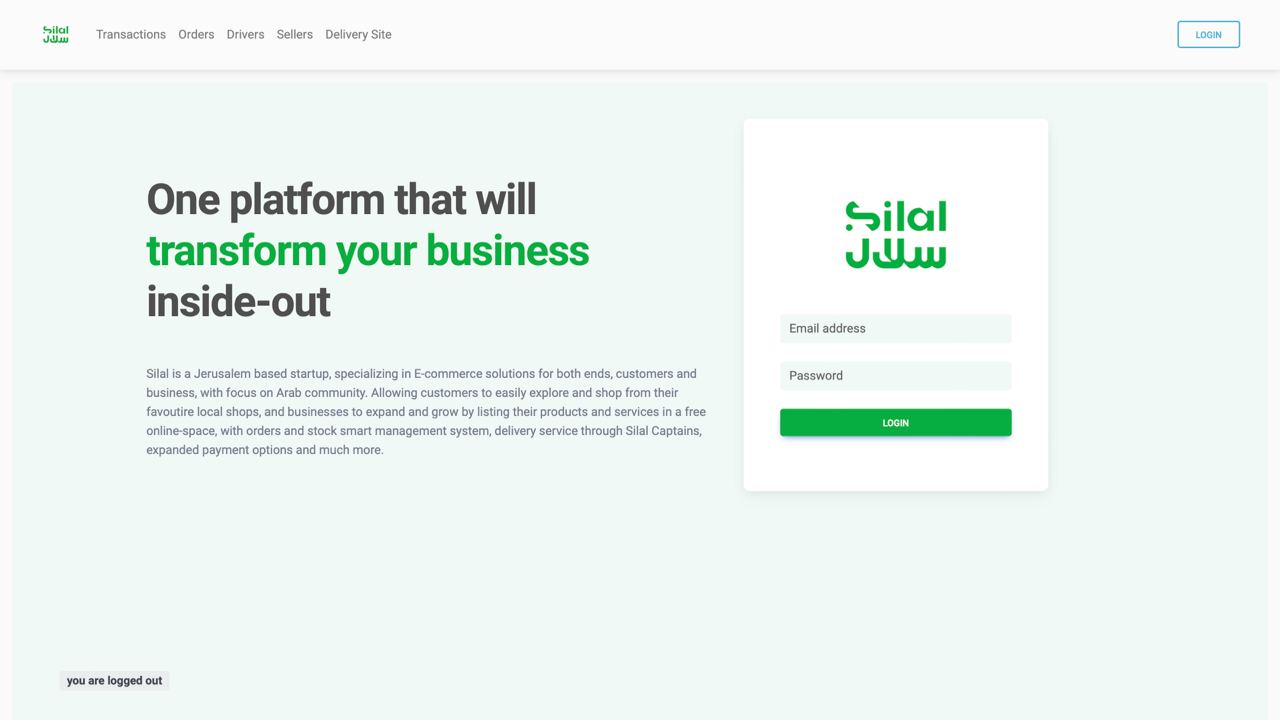 Silal
سلال
Transactions Orders Drivers Sellers Delivery Site
LOGIN
One platform that will
transform your business
inside-out
Silal is a Jerusalem based startup, specializing in E-commerce solutions for both ends, customers and
business, with focus on Arab community. Allowing customers to easily explore and shop from their
favoutire local shops, and businesses to expand and grow by listing their products and services in a free
online-space, with orders and stock smart management system, delivery service through Silal Captains,
expanded payment options and much more.
Silal
سلال
Email address
Password
LOGIN
you are logged out